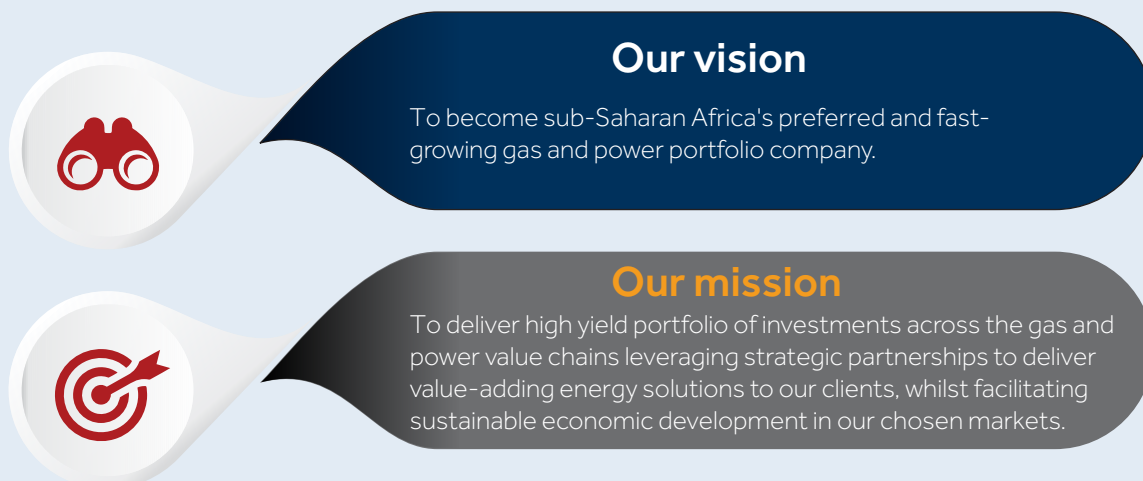 Our vision
To become sub-Saharan Africa's preferred and fast-
growing gas and power portfolio company.
Our mission
To deliver high yield portfolio of investments across the gas and
power value chains leveraging strategic partnerships to deliver
value-adding energy solutions to our clients, whilst facilitating
sustainable economic development in our chosen markets.